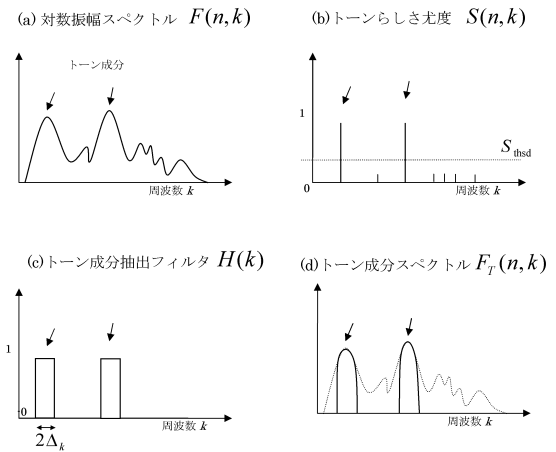 (a) 対数振幅スペクトル F(n,k)
トーン成分
周波数 k
(b)トーンらしさ尤度 S(n,k)
1
S_thsd
0
周波数 k
(c)トーン成分抽出フィルタ H(k)
1
0
周波数 k
2Δ_k
(d)トーン成分スペクトル F_T(n,k)
周波数 k